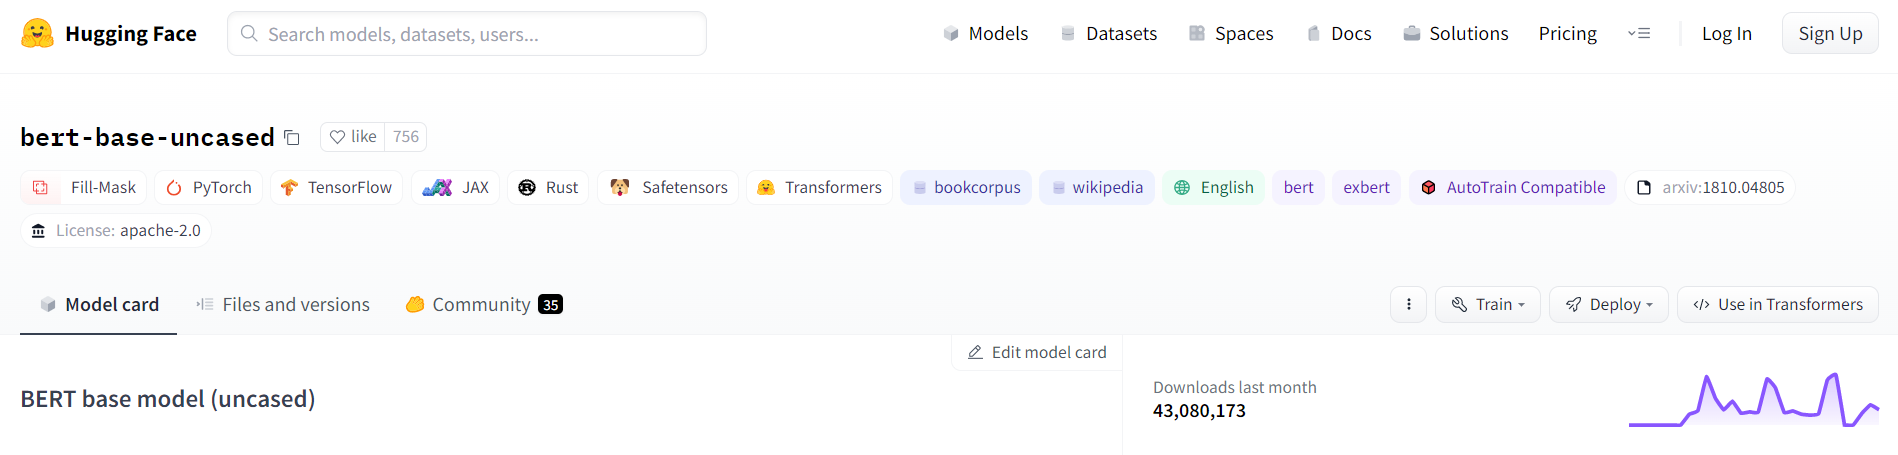 Hugging Face Search models, datasets, users... Models Datasets Spaces Docs Solutions Pricing Log In Sign Up
bert-base-uncased like 756
Fill-Mask PyTorch TensorFlow JAX Rust Safetensors Transformers bookcorpus wikipedia English bert exbert AutoTrain Compatible arxiv:1810.04805
License: apache-2.0
Model card Files and versions Community 35 Train Deploy Use in Transformers
Edit model card
Downloads last month
BERT base model (uncased)
43,080,173